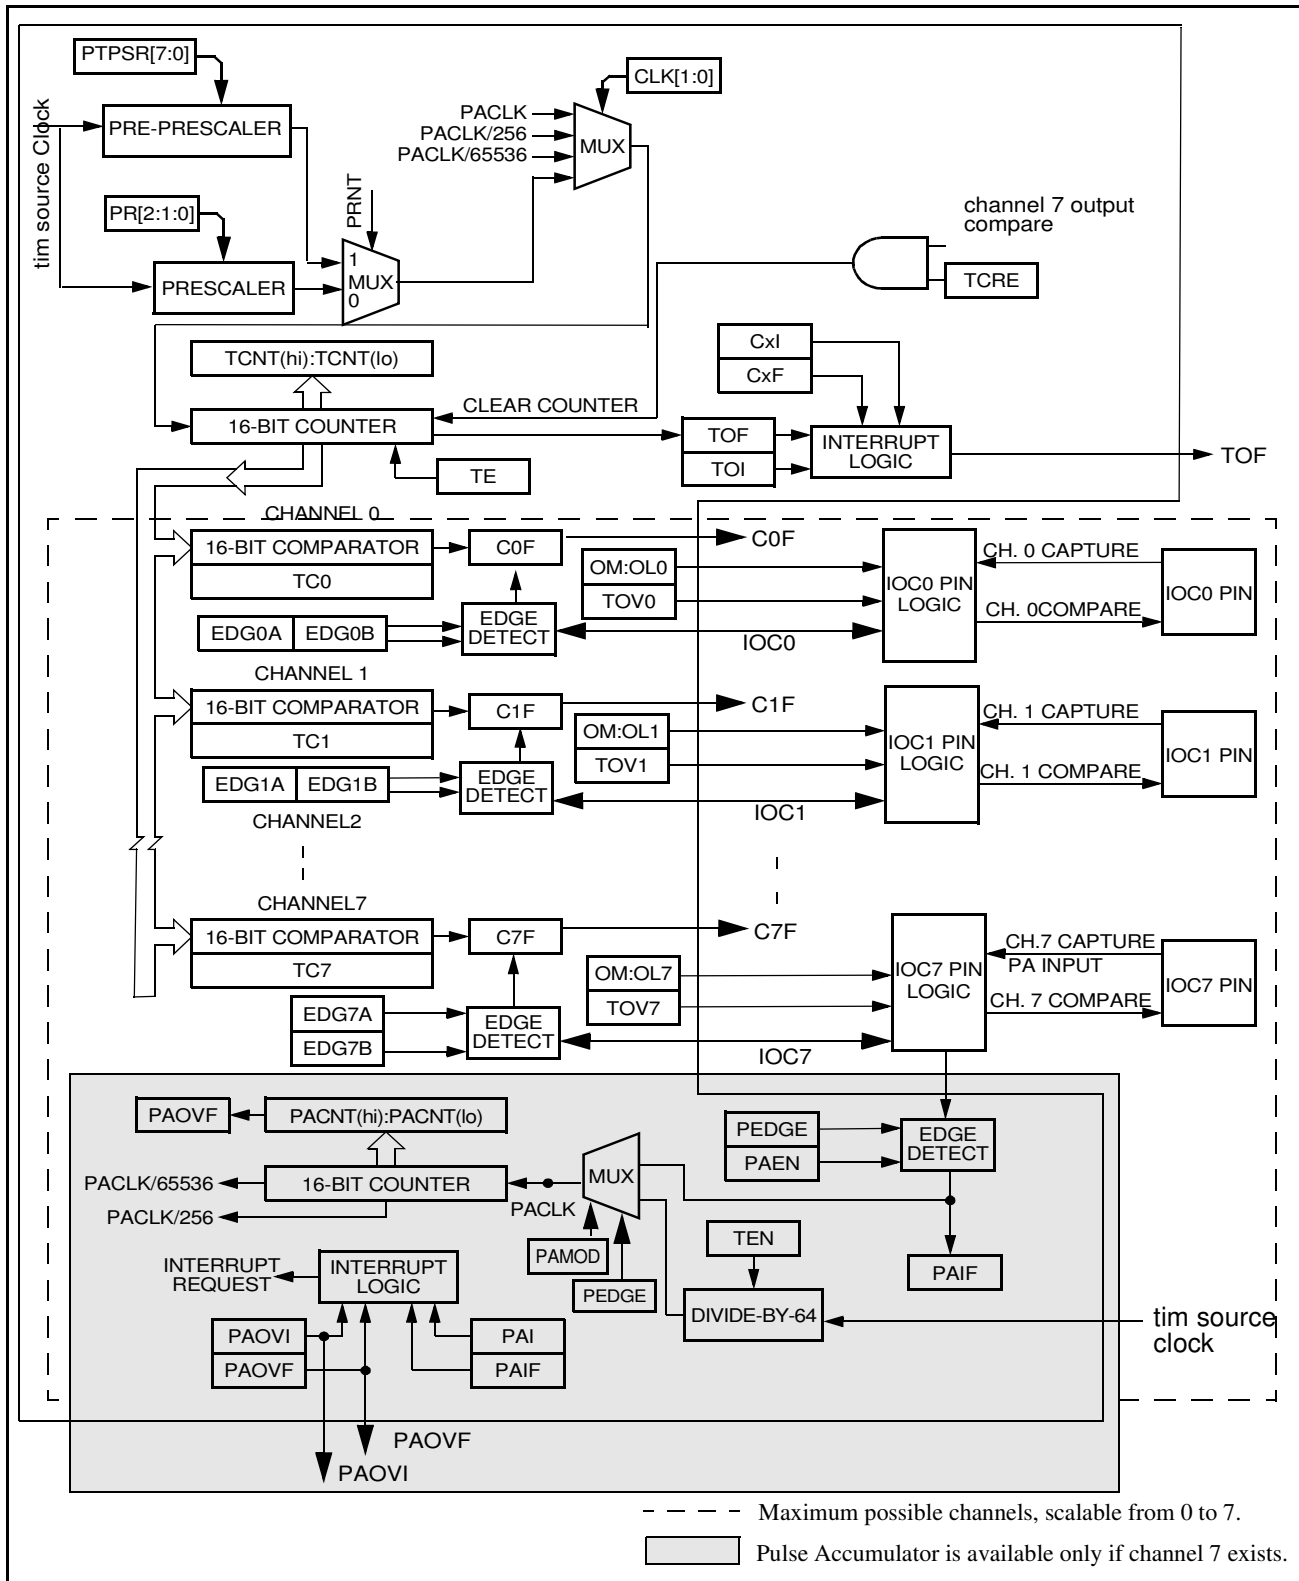 PTPSR[7:0]
CLK[1:0]
tim source Clock
PRE-PRESCALER
PACLK
PACLK/256
PACLK/65536
MUX
PR[2:1:0]
PRNT
channel 7 output
compare
1
MUX
0
PRESCALER
TCRE
TCNT(hi):TCNT(lo)
CxI
CxF
CLEAR COUNTER
16-BIT COUNTER
TOF
TOI
INTERRUPT
LOGIC
TOF
TE
CHANNEL 0
16-BIT COMPARATOR
TC0
C0F
C0F
OM:OL0
TOV0
IOC0 PIN
LOGIC
CH. 0 CAPTURE
CH. 0COMPARE
IOC0 PIN
EDG0A
EDG0B
EDGE
DETECT
IOC0
CHANNEL 1
16-BIT COMPARATOR
TC1
C1F
C1F
OM:OL1
TOV1
IOC1 PIN
LOGIC
CH. 1 CAPTURE
CH. 1 COMPARE
IOC1 PIN
EDG1A
EDG1B
EDGE
DETECT
IOC1
CHANNEL2
CHANNEL7
16-BIT COMPARATOR
TC7
C7F
C7F
OM:OL7
TOV7
IOC7 PIN
LOGIC
CH.7 CAPTURE
PA INPUT
CH. 7 COMPARE
IOC7 PIN
EDG7A
EDG7B
EDGE
DETECT
IOC7
PAOVF
PACNT(hi):PACNT(lo)
PEDGE
PAEN
EDGE
DETECT
MUX
PACLK/65536
16-BIT COUNTER
PACLK
PACLK/256
PAMOD
TEN
INTERRUPT
REQUEST
INTERRUPT
LOGIC
PEDGE
PAIF
DIVIDE-BY-64
tim source
clock
PAOVI
PAOVF
PAI
PAIF
PAOVF
PAOVI
Maximum possible channels, scalable from 0 to 7.
Pulse Accumulator is available only if channel 7 exists.